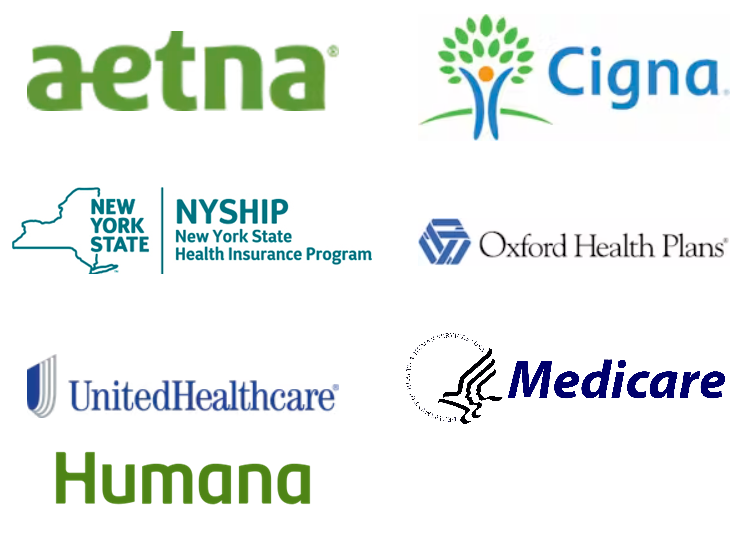 aetna®
Cigna®
NEW
YORK
STATE
NYSHIP
New York State
Health Insurance Program
Oxford Health Plans®
UnitedHealthcare®
Medicare
Humana